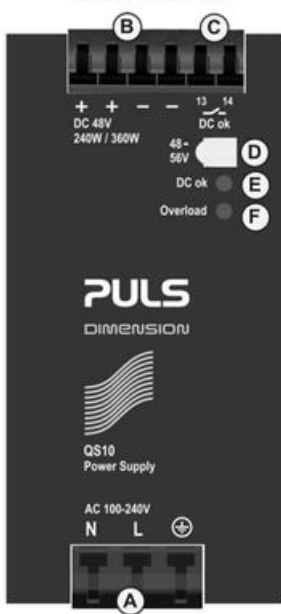 B C
+ + − − 13 14
DC 48V DC ok
240W / 360W
48-
56V D
DC ok E
Overload F
PULS
DIMENSION
QS10
Power Supply
AC 100-240V
N L
A